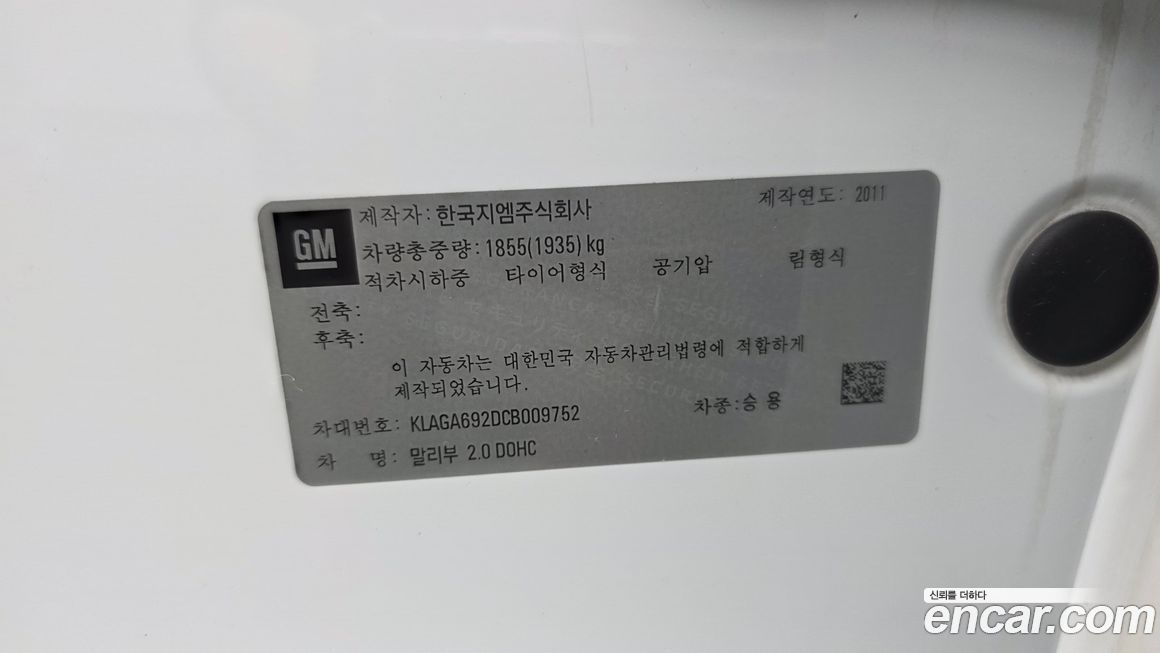 GM
제작자: 한국지엠주식회사
제작연도: 2011
차량총중량: 1855(1935) kg
적차시하중 타이어형식 공기압 림형식
전축:
후축:
이 자동차는 대한민국 자동차관리법령에 적합하게
제작되었습니다.
차대번호: KLAGA692DCB009752
차종: 승 용
차 명: 말리부 2.0 DOHC
신뢰를 더하다
encar.com